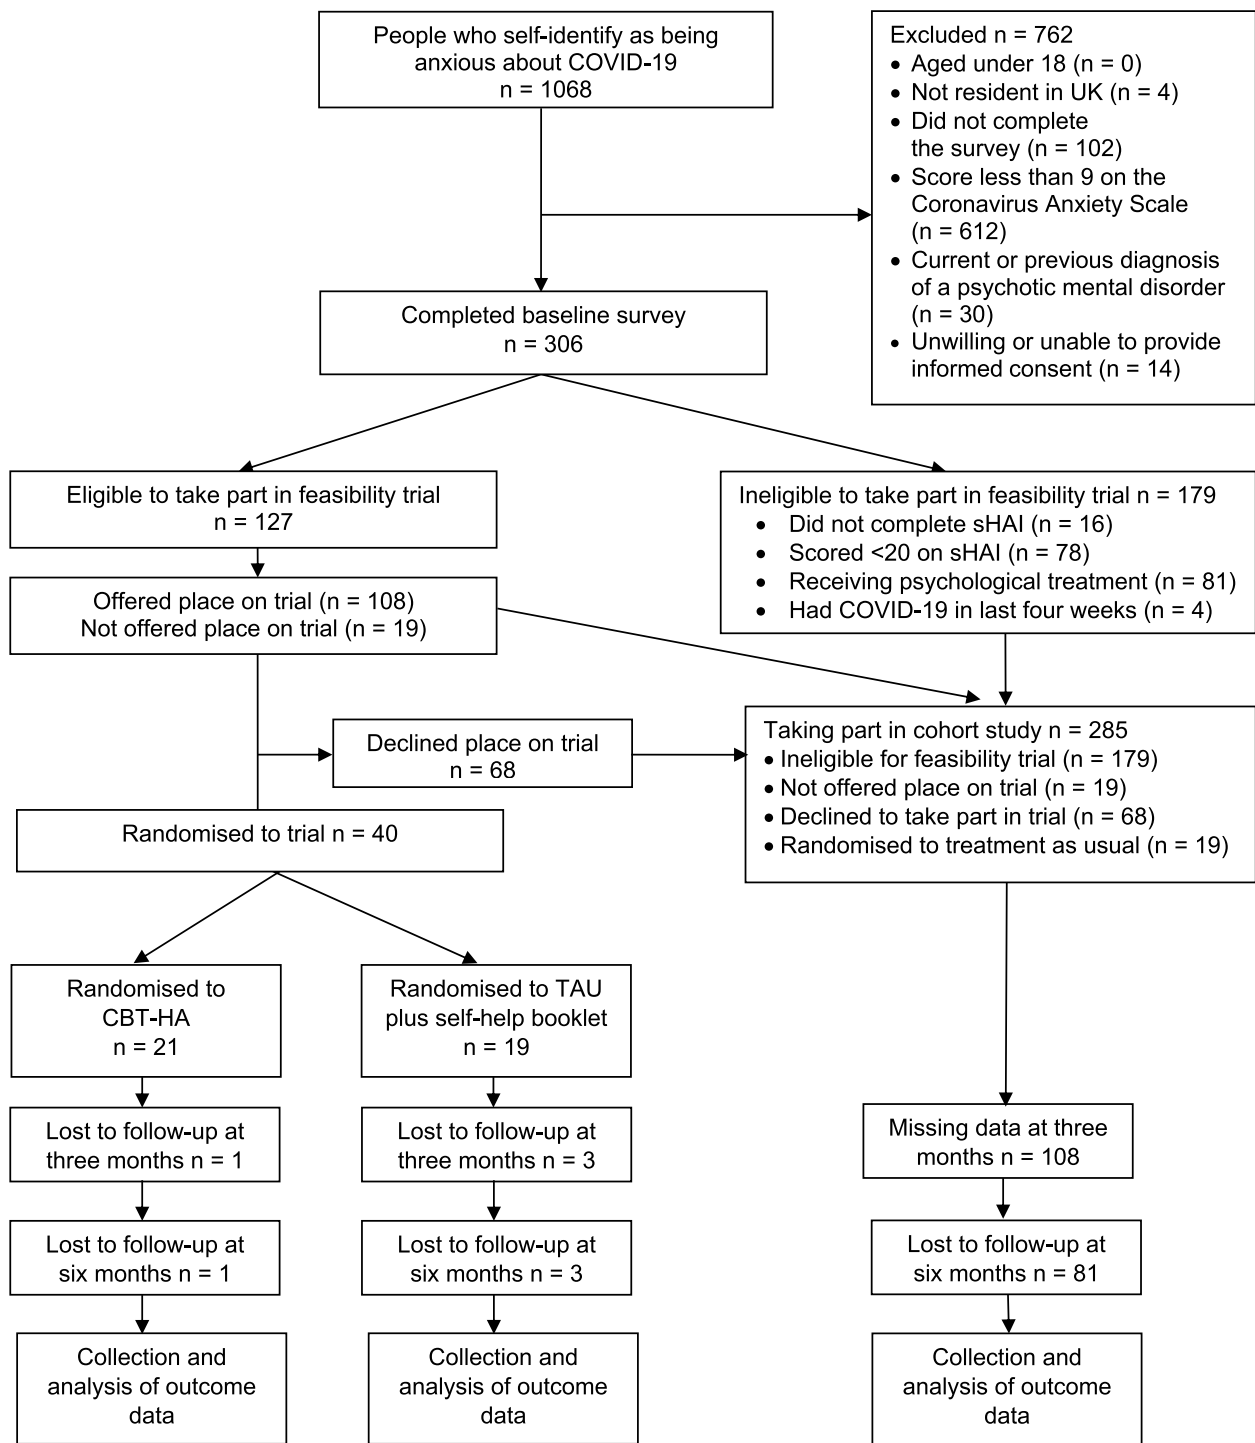 People who self-identify as being
anxious about COVID-19
n = 1068
Excluded n = 762
• Aged under 18 (n = 0)
• Not resident in UK (n = 4)
• Did not complete
the survey (n = 102)
• Score less than 9 on the
Coronavirus Anxiety Scale
(n = 612)
• Current or previous diagnosis
of a psychotic mental disorder
(n = 30)
• Unwilling or unable to provide
informed consent (n = 14)
Completed baseline survey
n = 306
Eligible to take part in feasibility trial
n = 127
Ineligible to take part in feasibility trial n = 179
• Did not complete sHAI (n = 16)
• Scored <20 on sHAI (n = 78)
• Receiving psychological treatment (n = 81)
• Had COVID-19 in last four weeks (n = 4)
Offered place on trial (n = 108)
Not offered place on trial (n = 19)
Declined place on trial
n = 68
Taking part in cohort study n = 285
• Ineligible for feasibility trial (n = 179)
• Not offered place on trial (n = 19)
• Declined to take part in trial (n = 68)
• Randomised to treatment as usual (n = 19)
Randomised to trial n = 40
Randomised to
CBT-HA
n = 21
Randomised to TAU
plus self-help booklet
n = 19
Lost to follow-up at
three months n = 1
Lost to follow-up at
three months n = 3
Missing data at three
months n = 108
Lost to follow-up at
six months n = 1
Lost to follow-up at
six months n = 3
Lost to follow-up at
six months n = 81
Collection and
analysis of outcome
data
Collection and
analysis of outcome
data
Collection and
analysis of outcome
data